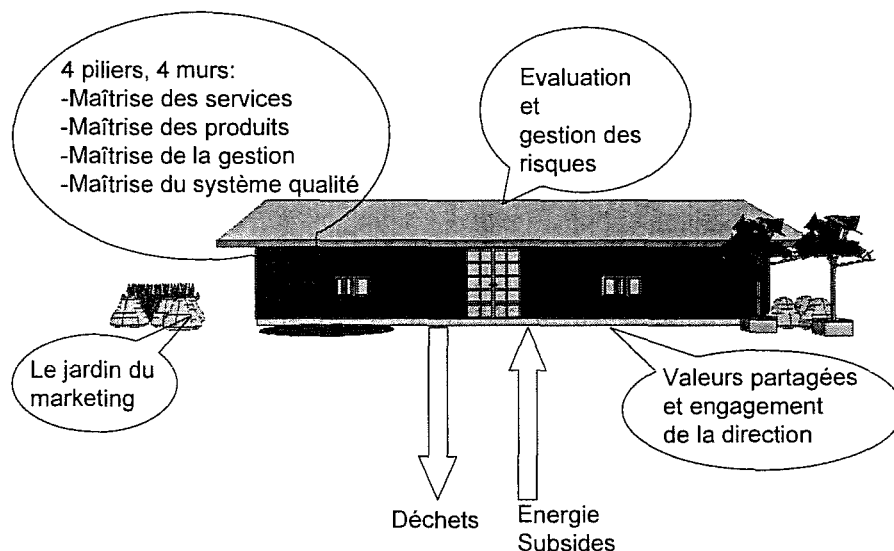 4 piliers, 4 murs:
-Maîtrise des services
-Maîtrise des produits
-Maîtrise de la gestion
-Maîtrise du système qualité
Evaluation
et
gestion des
risques
Le jardin du
marketing
Valeurs partagées
et engagement
de la direction
Déchets
Energie
Subsides